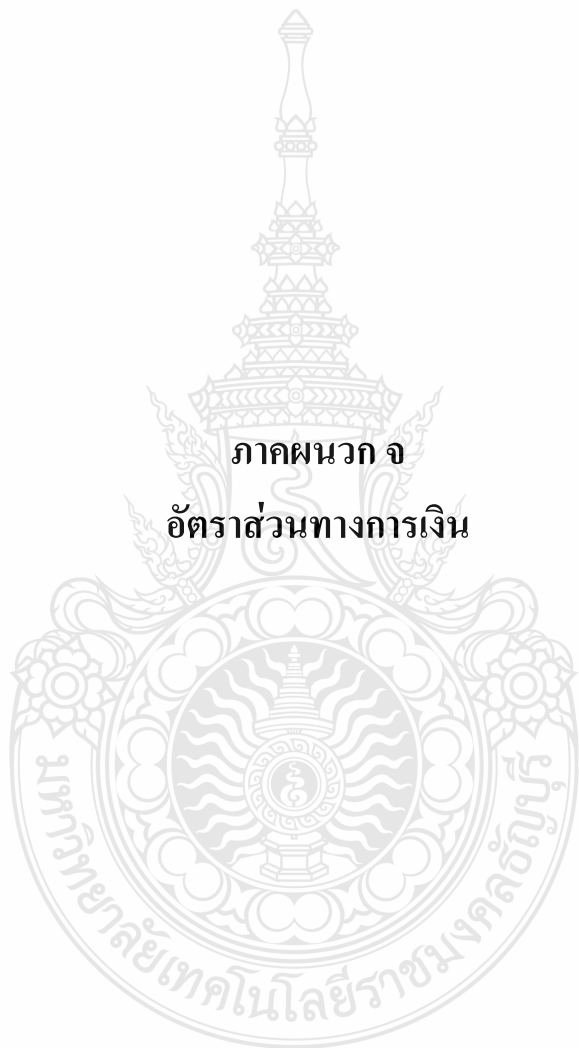 ภาคผนวก จ
อัตราส่วนทางการเงิน
มหาวิทยาลัยเทคโนโลยีราชมงคลธัญบุรี